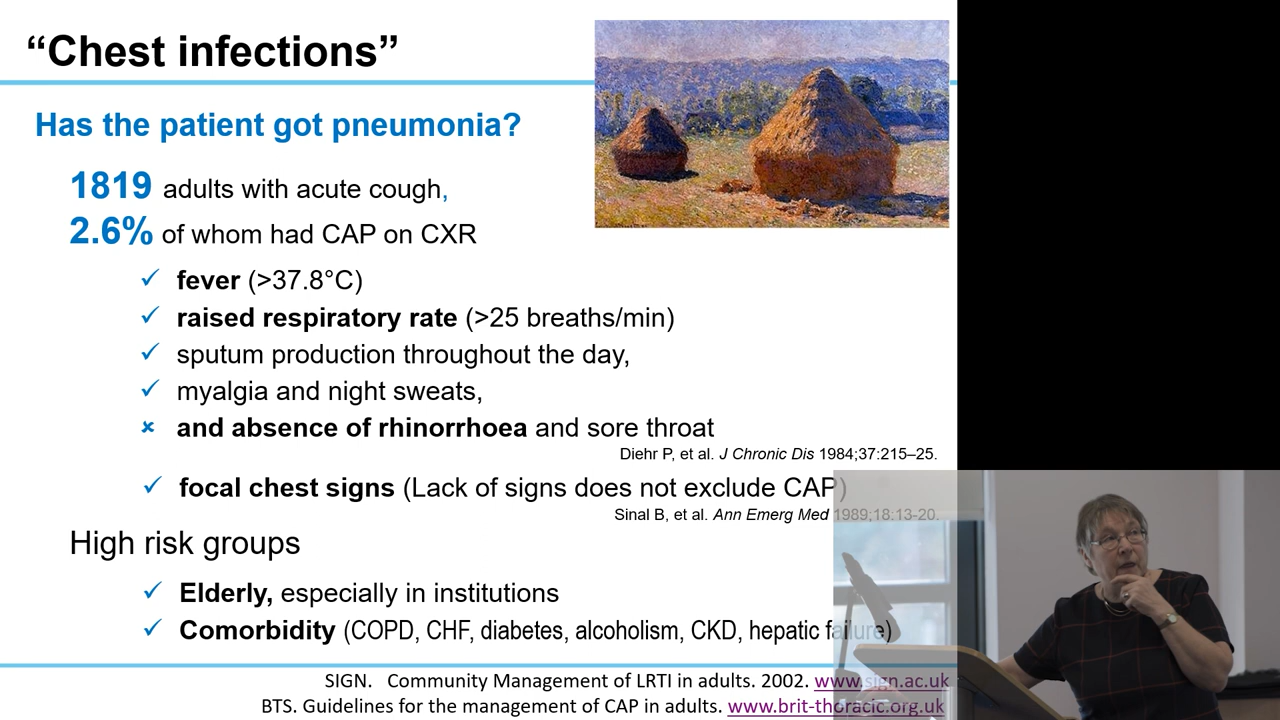 “Chest infections”
Has the patient got pneumonia?
1819 adults with acute cough,
2.6% of whom had CAP on CXR
✓ fever (>37.8°C)
✓ raised respiratory rate (>25 breaths/min)
✓ sputum production throughout the day,
✓ myalgia and night sweats,
✗ and absence of rhinorrhoea and sore throat
Diehr P, et al. J Chronic Dis 1984;37:215–25.
✓ focal chest signs (Lack of signs does not exclude CAP)
Sinal B, et al. Ann Emerg Med 1989;18:13-20.
High risk groups
✓ Elderly, especially in institutions
✓ Comorbidity (COPD, CHF, diabetes, alcoholism, CKD, hepatic failure)
SIGN. Community Management of LRTI in adults. 2002. www.sign.ac.uk
BTS. Guidelines for the management of CAP in adults. www.brit-thoracic.org.uk